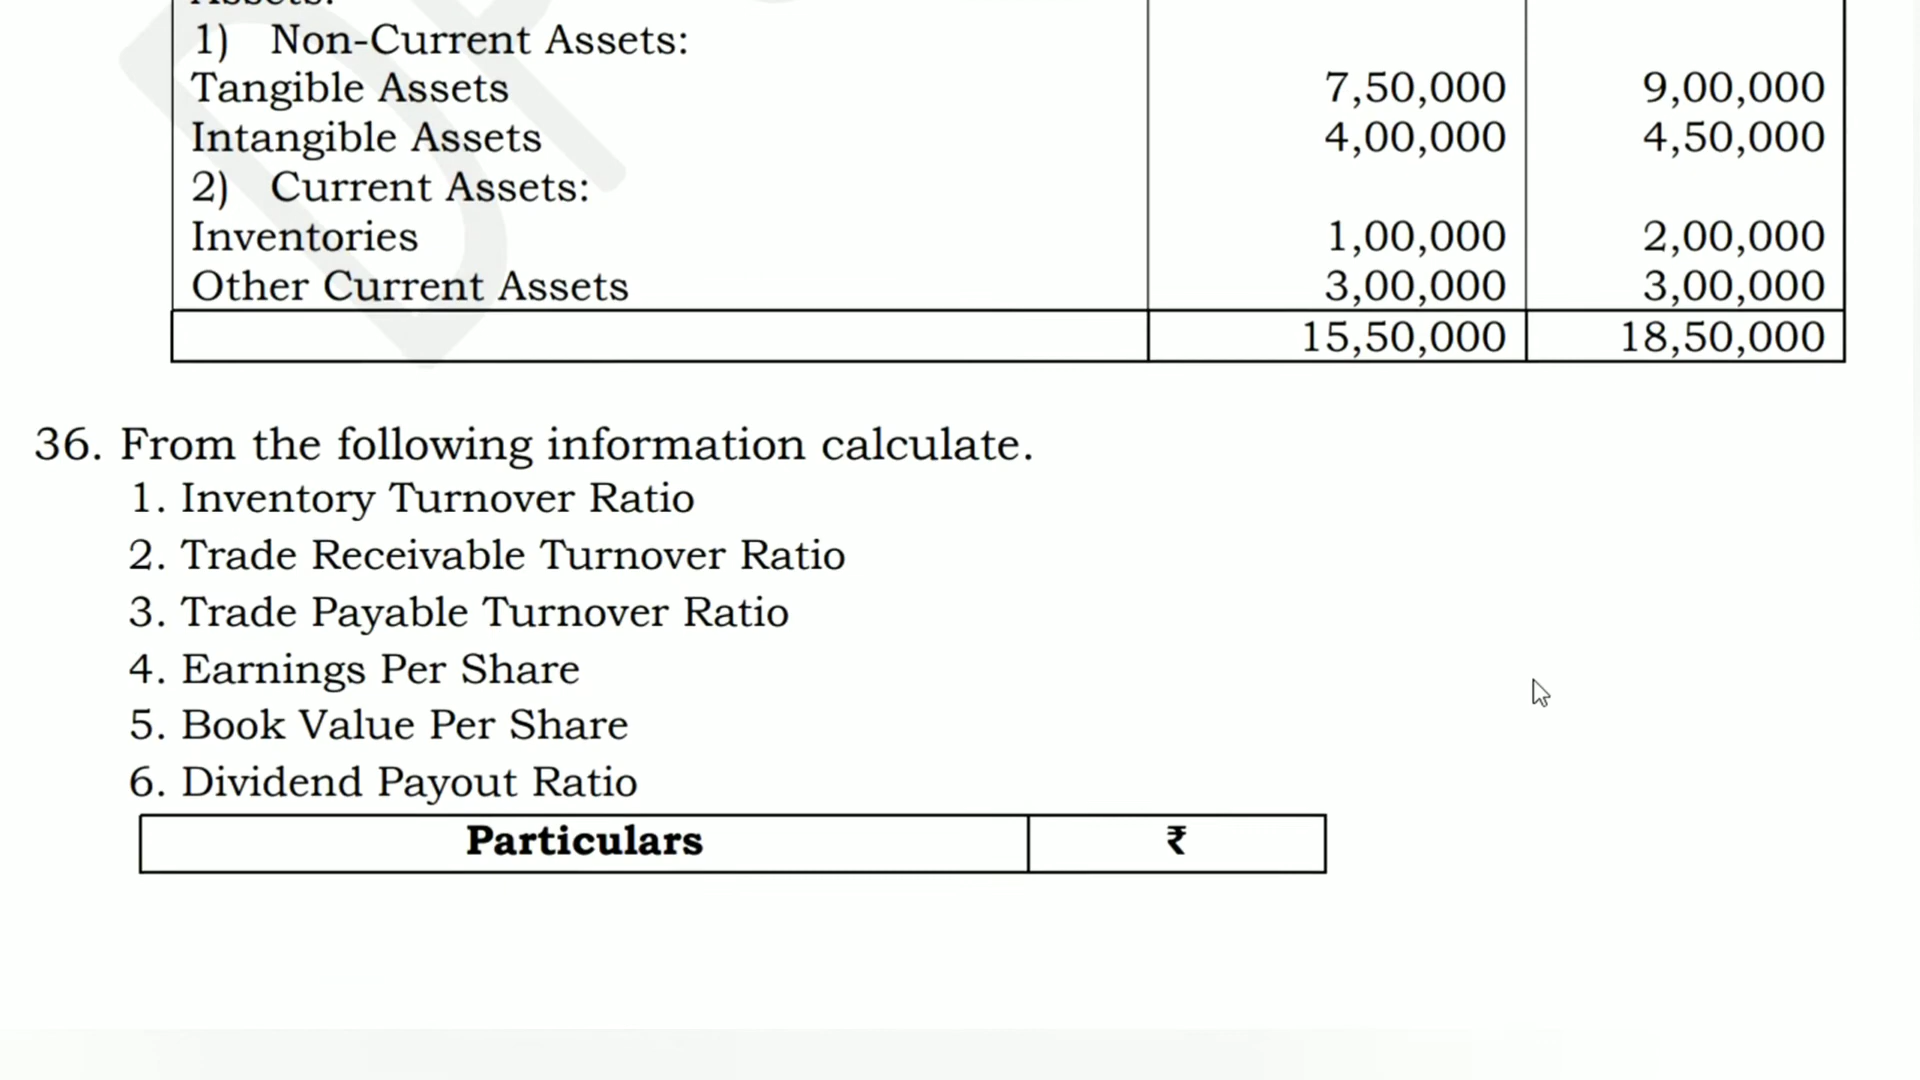 Assets:
1) Non-Current Assets:
Tangible Assets 7,50,000 9,00,000
Intangible Assets 4,00,000 4,50,000
2) Current Assets:
Inventories 1,00,000 2,00,000
Other Current Assets 3,00,000 3,00,000
15,50,000 18,50,000
36. From the following information calculate.
1. Inventory Turnover Ratio
2. Trade Receivable Turnover Ratio
3. Trade Payable Turnover Ratio
4. Earnings Per Share
5. Book Value Per Share
6. Dividend Payout Ratio
Particulars ₹